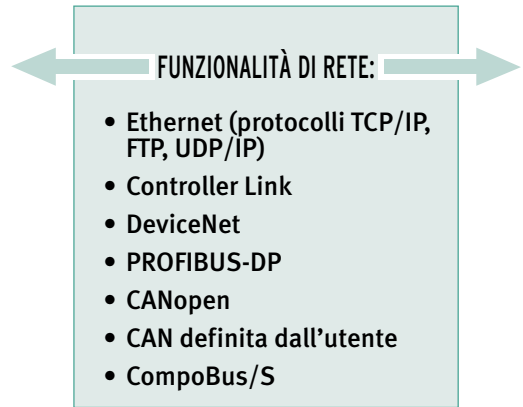 FUNZIONALITÀ DI RETE:
• Ethernet (protocolli TCP/IP,
FTP, UDP/IP)
• Controller Link
• DeviceNet
• PROFIBUS-DP
• CANopen
• CAN definita dall’utente
• CompoBus/S